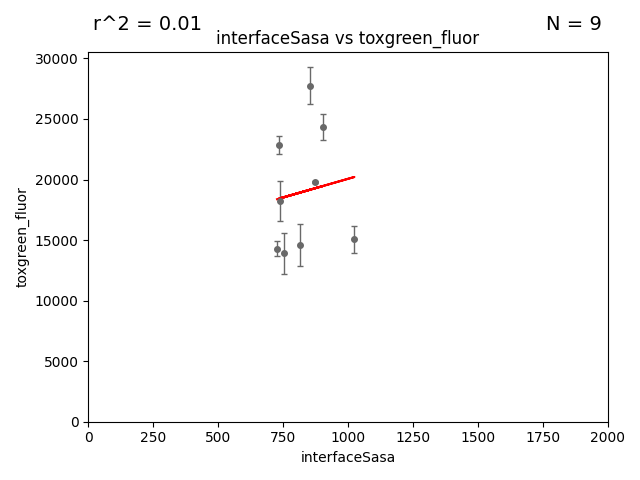 r^2 = 0.01
N = 9
interfaceSasa vs toxgreen_fluor
30000
25000
20000
15000
10000
5000
0
toxgreen_fluor
0 250 500 750 1000 1250 1500 1750 2000
interfaceSasa